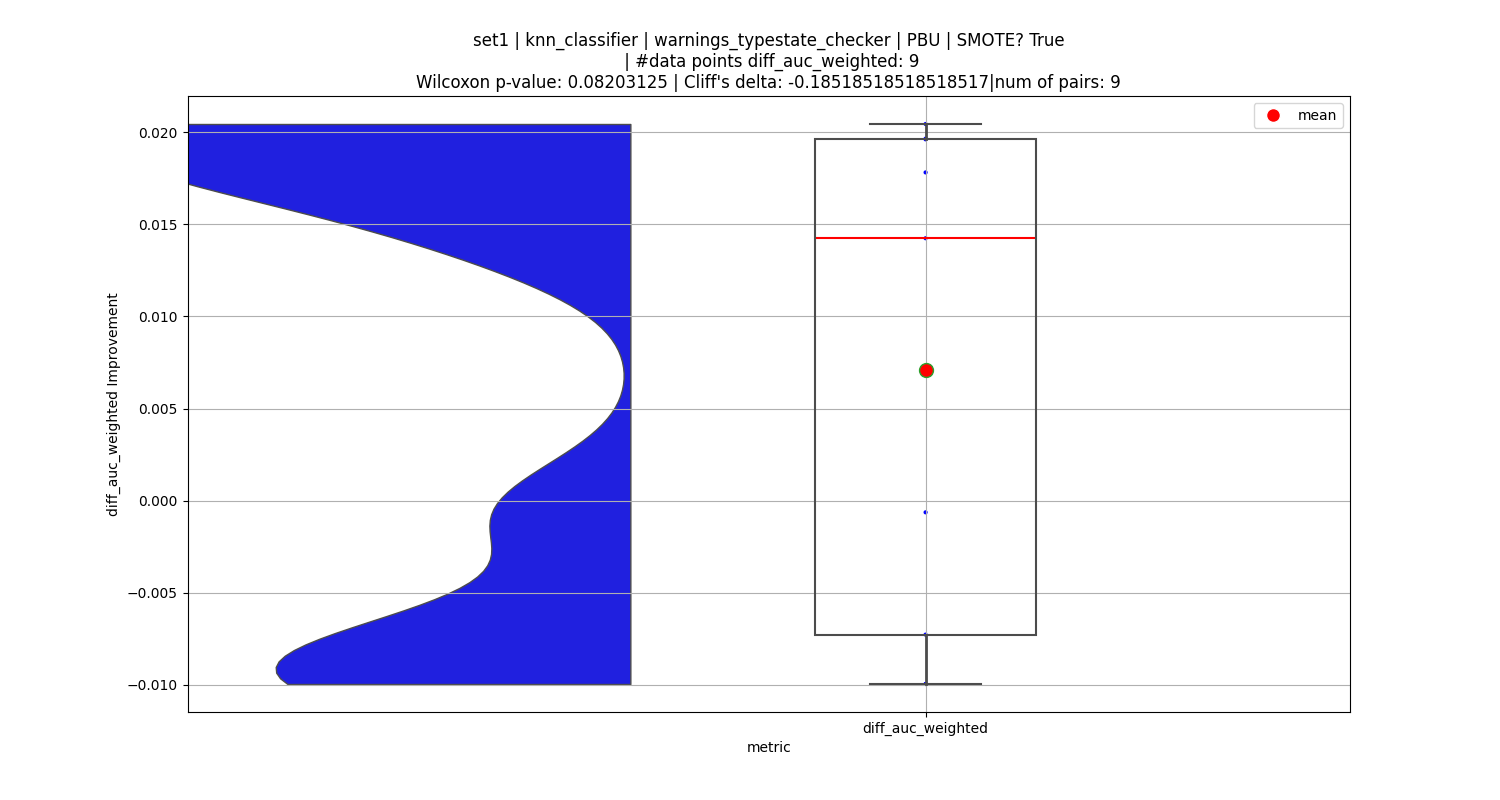 set1 | knn_classifier | warnings_typestate_checker | PBU | SMOTE? True
| #data points diff_auc_weighted: 9
Wilcoxon p-value: 0.08203125 | Cliff's delta: -0.18518518518518517|num of pairs: 9
mean
0.020
0.015
0.010
0.005
0.000
−0.005
−0.010
diff_auc_weighted Improvement
diff_auc_weighted
metric